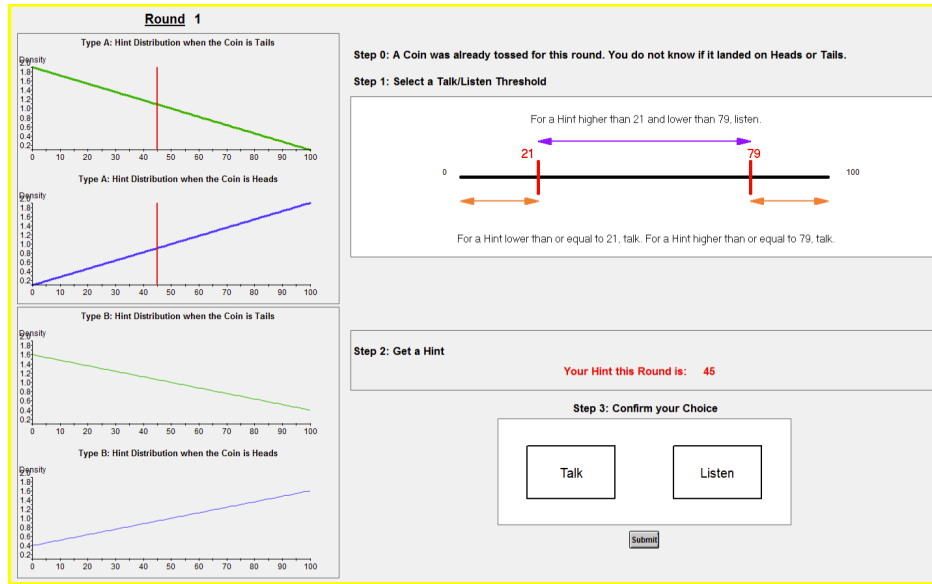 Round 1
Type A: Hint Distribution when the Coin is Tails
Density
2.0
1.8
1.6
1.4
1.2
1.0
0.8
0.6
0.4
0.2
0 10 20 30 40 50 60 70 80 90 100
Type A: Hint Distribution when the Coin is Heads
Density
2.0
1.8
1.6
1.4
1.2
1.0
0.8
0.6
0.4
0.2
0 10 20 30 40 50 60 70 80 90 100
Type B: Hint Distribution when the Coin is Tails
Density
2.0
1.8
1.6
1.4
1.2
1.0
0.8
0.6
0.4
0.2
0 10 20 30 40 50 60 70 80 90 100
Type B: Hint Distribution when the Coin is Heads
Density
2.0
1.8
1.6
1.4
1.2
1.0
0.8
0.6
0.4
0.2
0 10 20 30 40 50 60 70 80 90 100
Step 0: A Coin was already tossed for this round. You do not know if it landed on Heads or Tails.
Step 1: Select a Talk/Listen Threshold
For a Hint higher than 21 and lower than 79, listen.
21 79
0 100
For a Hint lower than or equal to 21, talk. For a Hint higher than or equal to 79, talk.
Step 2: Get a Hint
Your Hint this Round is: 45
Step 3: Confirm your Choice
Talk Listen
Submit